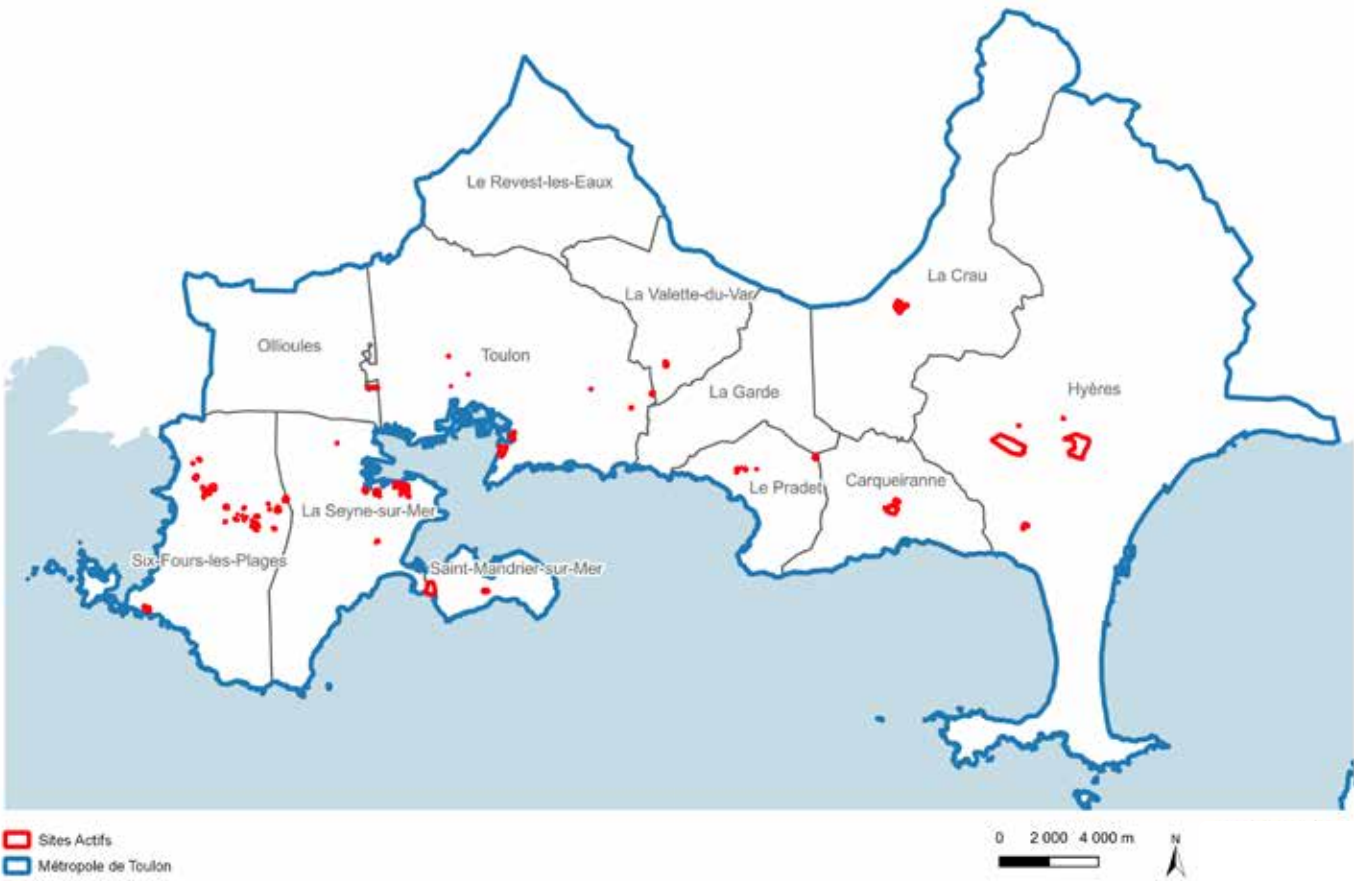 Le Revest-les-Eaux
La Crau
La Valette-du-Var
Ollioules
Toulon
Hyères
La Garde
Le Pradet
Carqueiranne
La Seyne-sur-Mer
Six-Fours-les-Plages
Saint-Mandrier-sur-Mer
Sites Actifs
Métropole de Toulon
0 2 000 4 000 m
N